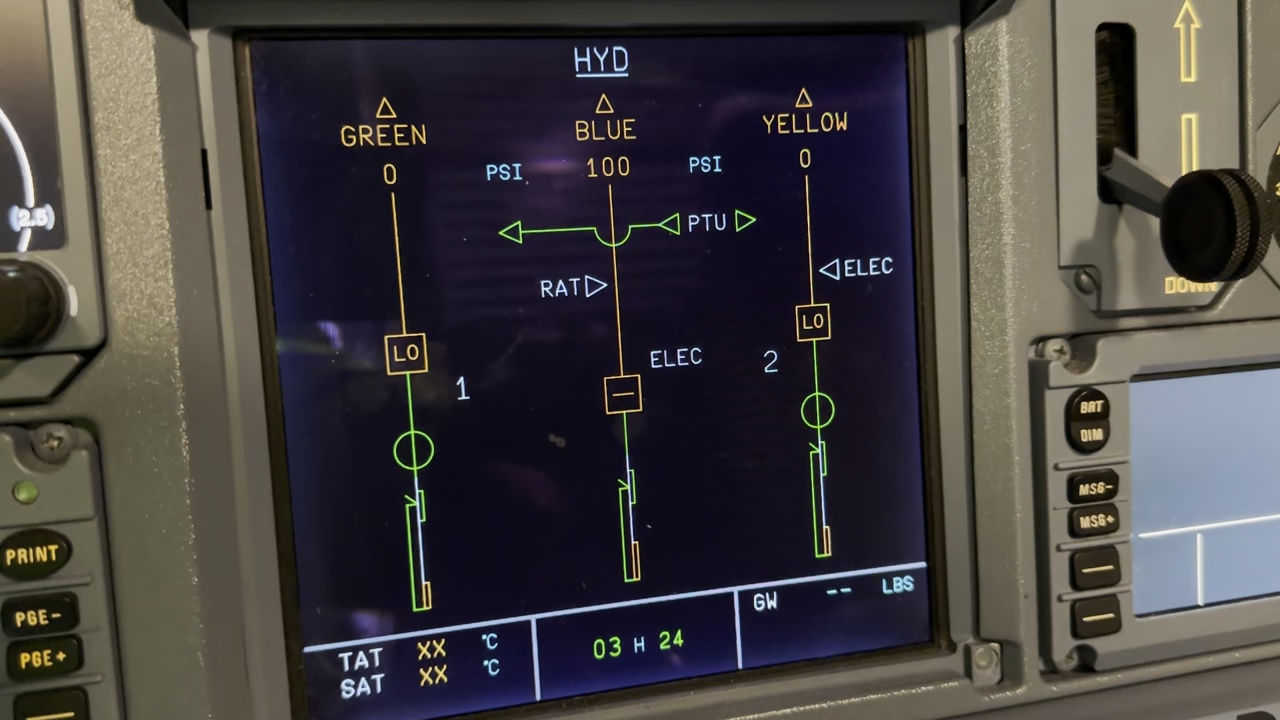 HYD
GREEN
BLUE
YELLOW
0
PSI
100
PSI
0
PTU
RAT
ELEC
LO
LO
1
ELEC
2
TAT XX °C
SAT XX °C
03 H 24
GW -- LBS
(2.5)
PRINT
PGE-
PGE+
DOWN
BAT
DIM
MSG-
MSG+